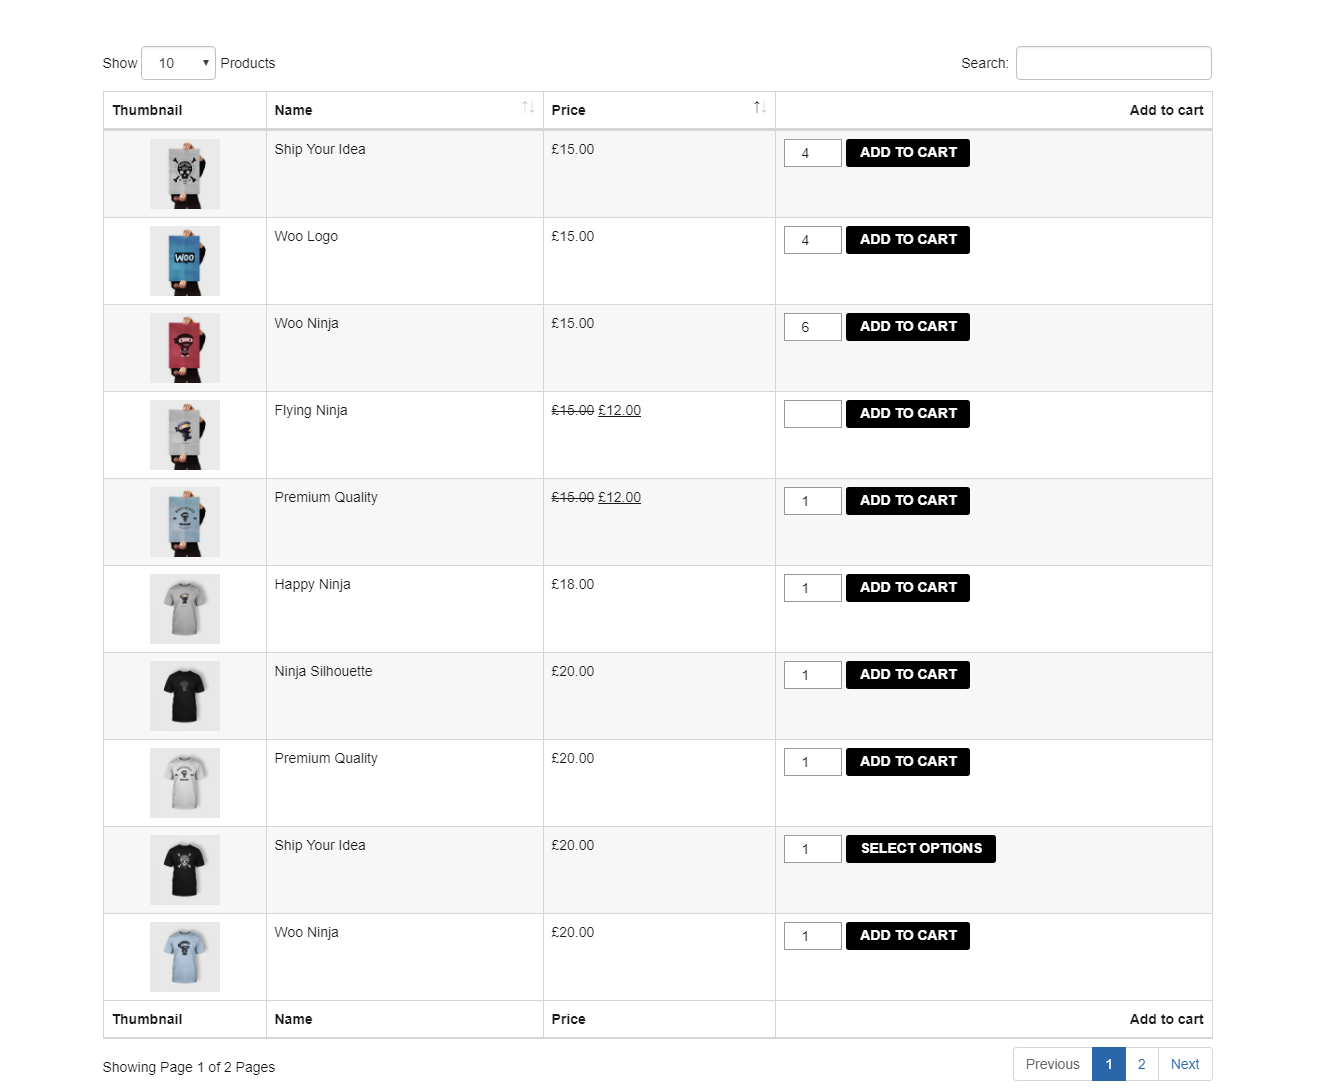 Show 10 Products Search:
Thumbnail Name Price Add to cart
Ship Your Idea £15.00 4 ADD TO CART
WOO
Woo Logo £15.00 4 ADD TO CART
Woo Ninja £15.00 6 ADD TO CART
Flying Ninja £15.00 £12.00 ADD TO CART
Premium Quality £15.00 £12.00 1 ADD TO CART
Happy Ninja £18.00 1 ADD TO CART
Ninja Silhouette £20.00 1 ADD TO CART
Premium Quality £20.00 1 ADD TO CART
Ship Your Idea £20.00 1 SELECT OPTIONS
Woo Ninja £20.00 1 ADD TO CART
Thumbnail Name Price Add to cart
Showing Page 1 of 2 Pages Previous 1 2 Next